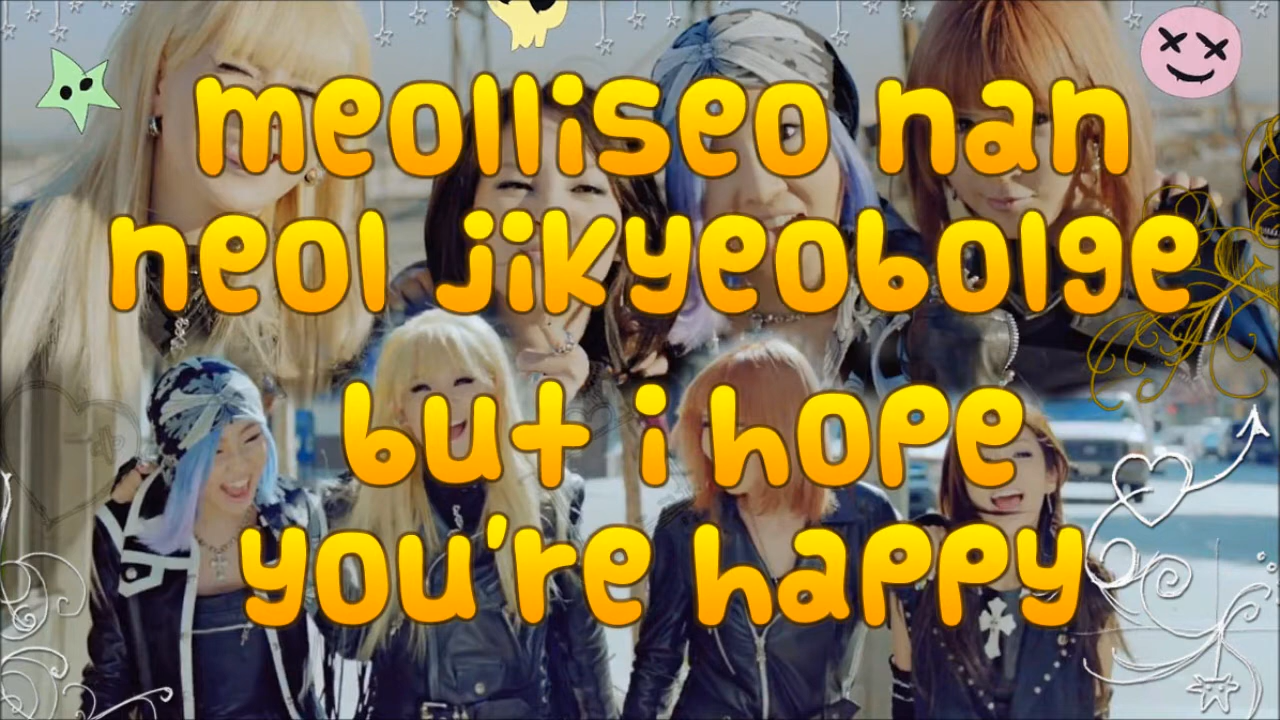 meolliseo nan
neol jikyeobolge
but i hope
you're happy